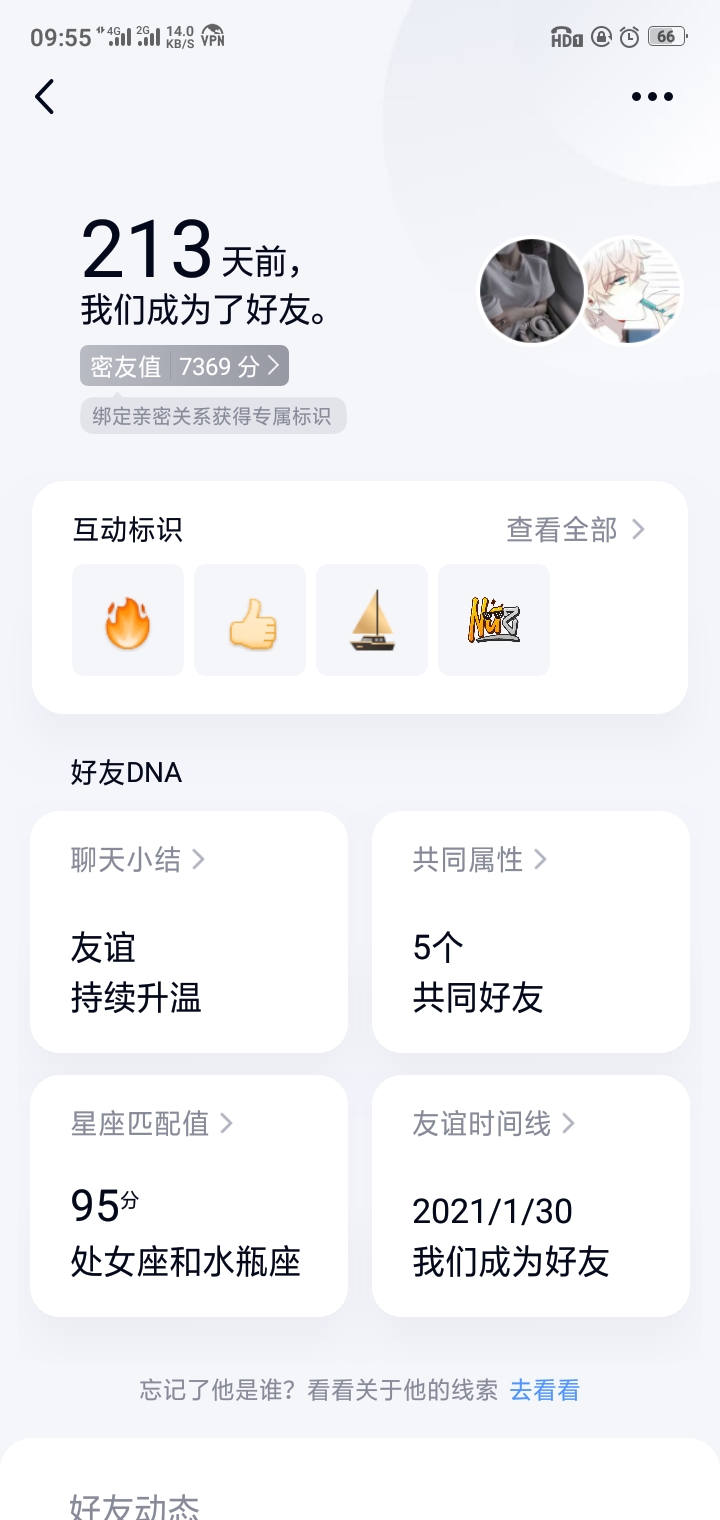 09:55 4G 2G 14.0 KB/S VPN HD1 66
213天前，
我们成为了好友。
密友值 7369 分
绑定亲密关系获得专属标识
互动标识 查看全部
好友DNA
聊天小结 共同属性
友谊 5个
持续升温 共同好友
星座匹配值 友谊时间线
95分 2021/1/30
处女座和水瓶座 我们成为好友
忘记了他是谁？看看关于他的线索 去看看
好友动态